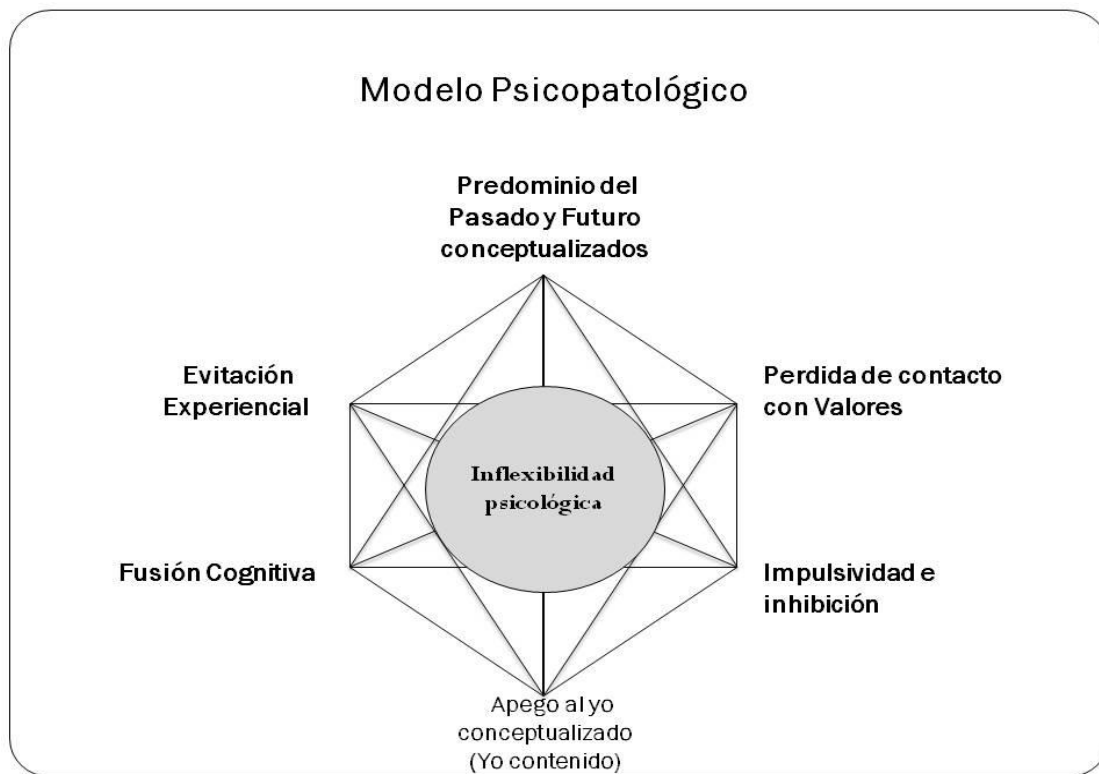 Modelo Psicopatológico
Predominio del
Pasado y Futuro
conceptualizados
Evitación
Experiencial
Perdida de contacto
con Valores
Inflexibilidad
psicológica
Fusión Cognitiva
Impulsividad e
inhibición
Apego al yo
conceptualizado
(Yo contenido)